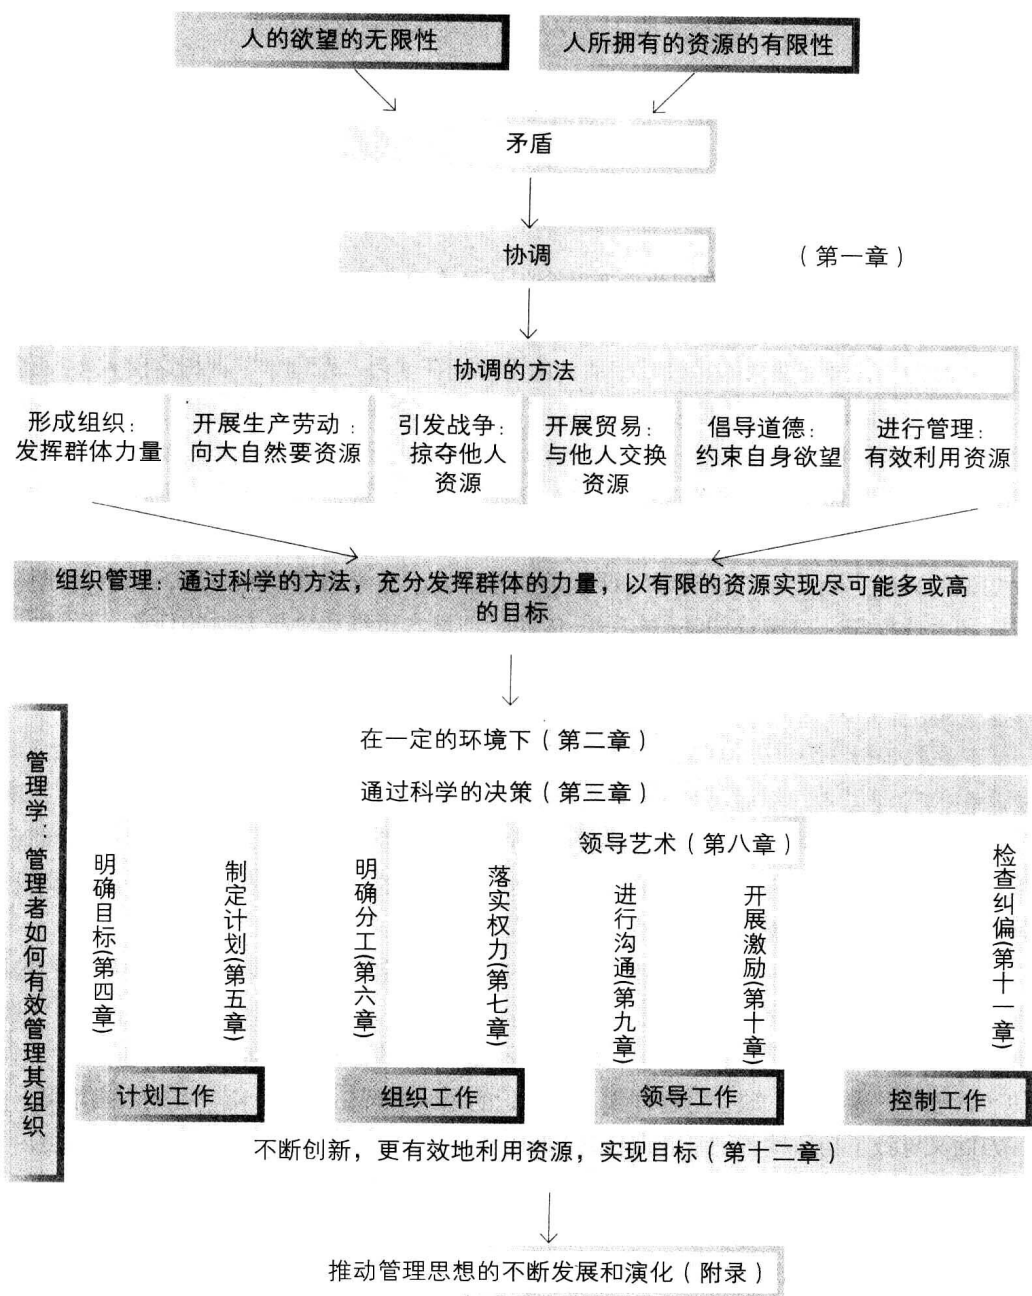 人的欲望的无限性
人所拥有的资源的有限性
矛盾
协调
（第一章）
协调的方法
形成组织：
发挥群体力量
开展生产劳动：
向大自然要资源
引发战争：
掠夺他人
资源
开展贸易：
与他人交换
资源
倡导道德：
约束自身欲望
进行管理：
有效利用资源
组织管理：通过科学的方法，充分发挥群体的力量，以有限的资源实现尽可能多或高
的目标
管理学：管理者如何有效管理其组织
在一定的环境下（第二章）
通过科学的决策（第三章）
领导艺术（第八章）
明确目标(第四章)
制定计划(第五章)
明确分工(第六章)
落实权力(第七章)
进行沟通(第九章)
开展激励(第十章)
检查纠偏(第十一章)
计划工作
组织工作
领导工作
控制工作
不断创新，更有效地利用资源，实现目标（第十二章）
推动管理思想的不断发展和演化（附录）